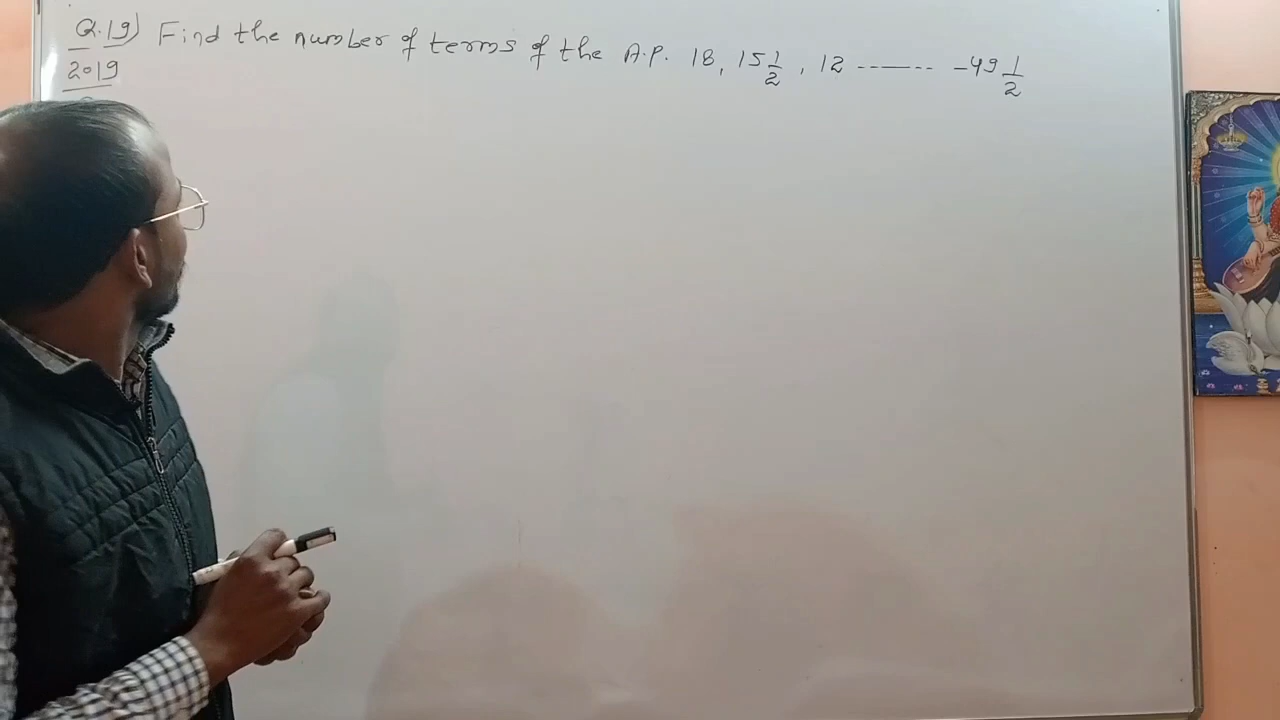 Q.19) Find the number of terms of the A.P. 18, 15 1/2, 12 ------- -49 1/2
2019